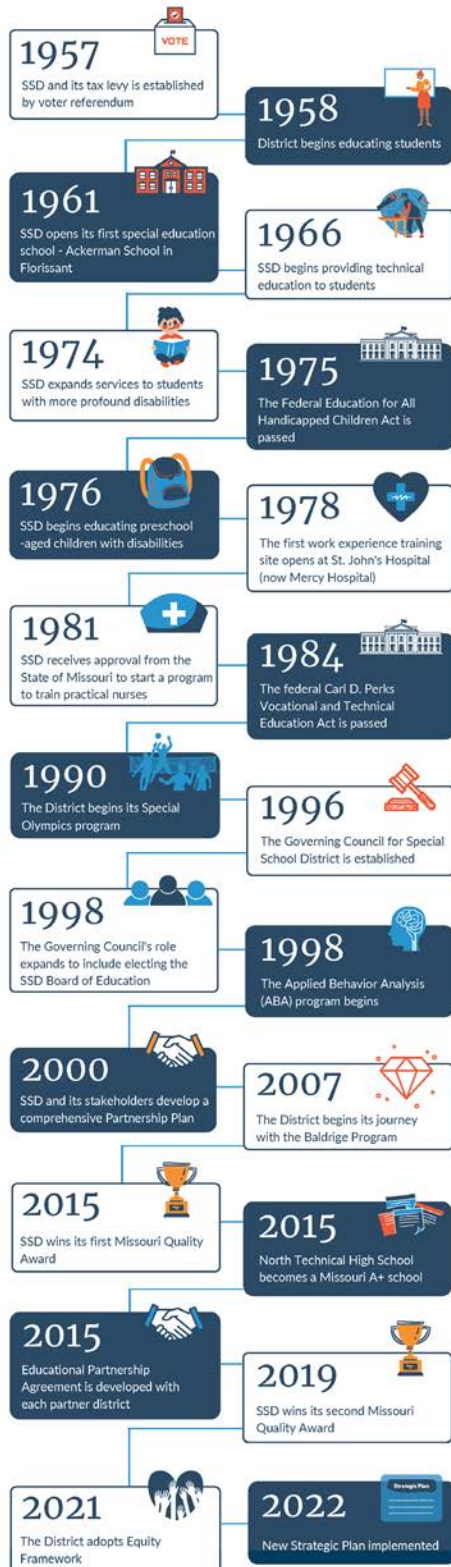 VOTE
1957
SSD and its tax levy is established
by voter referendum
1958
District begins educating students
1961
SSD opens its first special education
school - Ackerman School in
Florissant
1966
SSD begins providing technical
education to students
1974
SSD expands services to students
with more profound disabilities
1975
The Federal Education for All
Handicapped Children Act is
passed
1976
SSD begins educating preschool
-aged children with disabilities
1978
The first work experience training
site opens at St. John's Hospital
(now Mercy Hospital)
1981
SSD receives approval from the
State of Missouri to start a program
to train practical nurses
1984
The federal Carl D. Perks
Vocational and Technical
Education Act is passed
1990
The District begins its Special
Olympics program
1996
The Governing Council for Special
School District is established
1998
The Governing Council's role
expands to include electing the
SSD Board of Education
1998
The Applied Behavior Analysis
(ABA) program begins
2000
SSD and its stakeholders develop a
comprehensive Partnership Plan
2007
The District begins its journey
with the Baldrige Program
2015
SSD wins its first Missouri Quality
Award
2015
North Technical High School
becomes a Missouri A+ school
2015
Educational Partnership
Agreement is developed with
each partner district
2019
SSD wins its second Missouri
Quality Award
2021
The District adopts Equity
Framework
Strategic Plan
2022
New Strategic Plan implemented